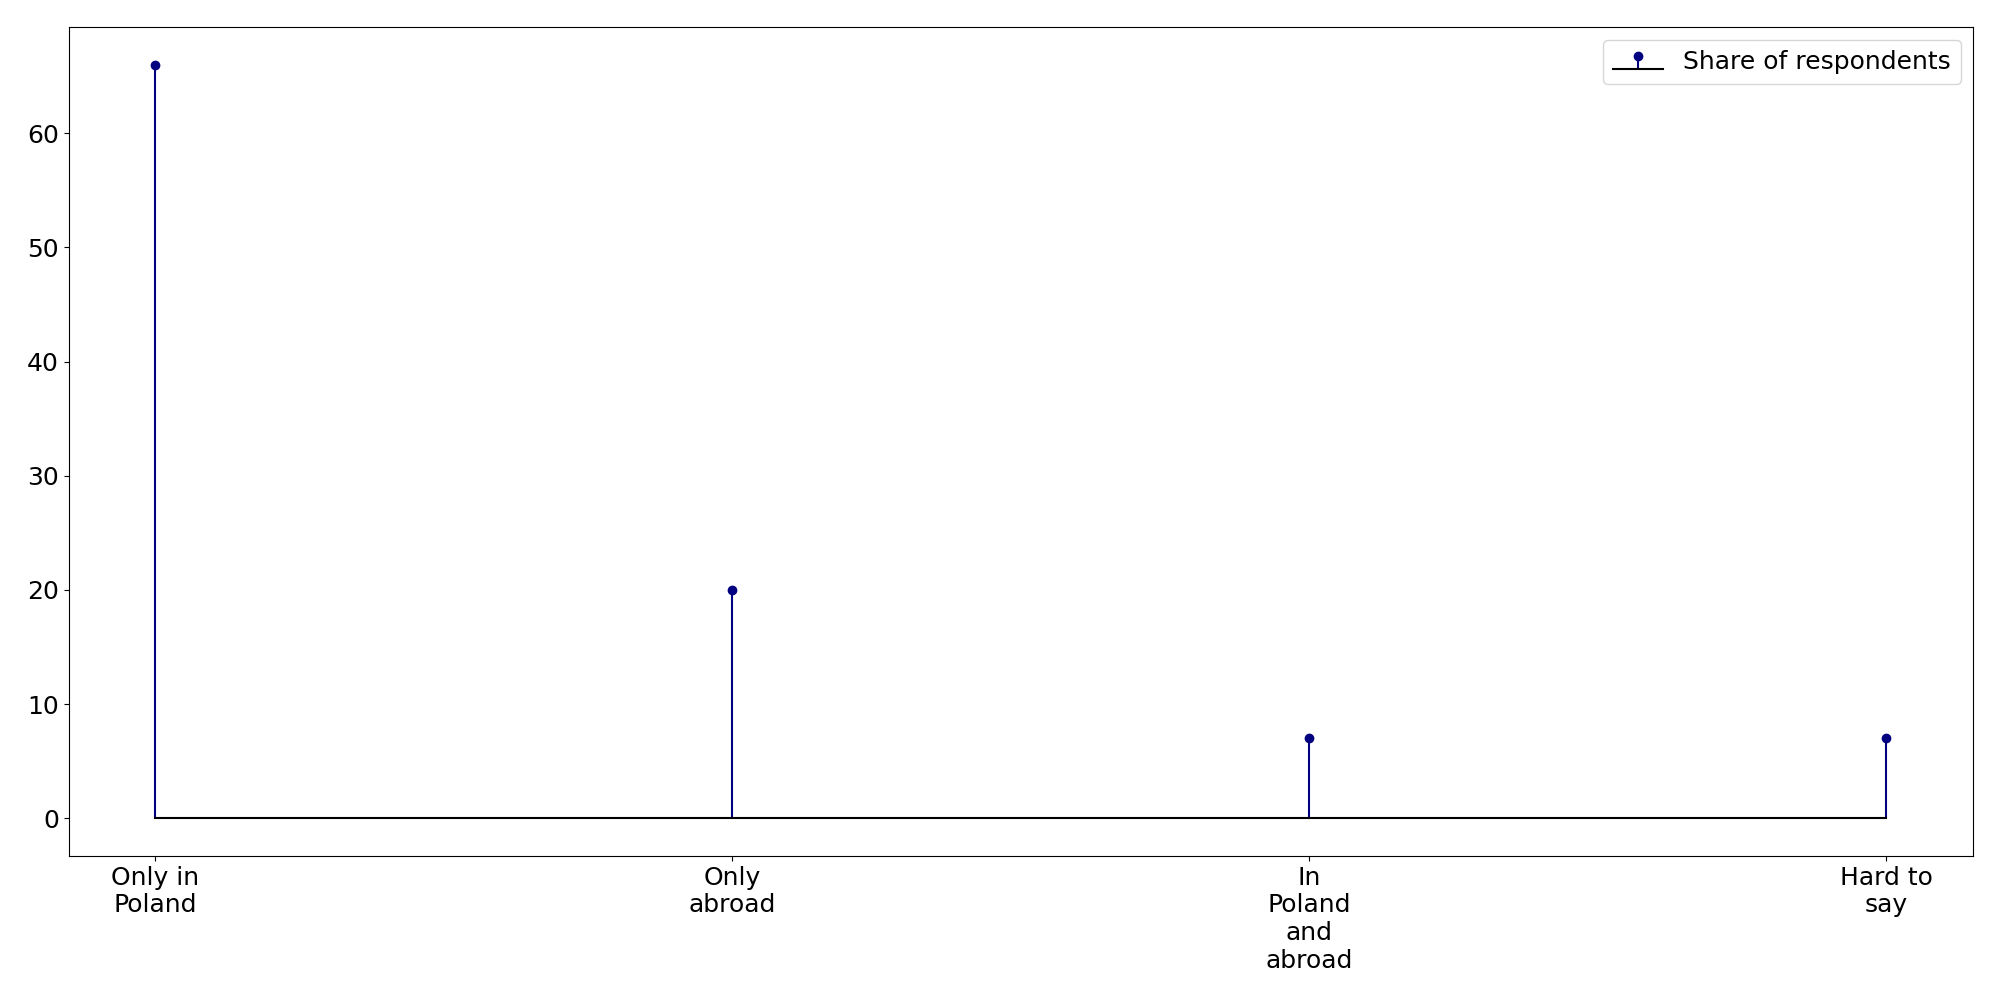 Share of respondents
60
50
40
30
20
10
0
Only in
Poland
Only
abroad
In
Poland
and
abroad
Hard to
say